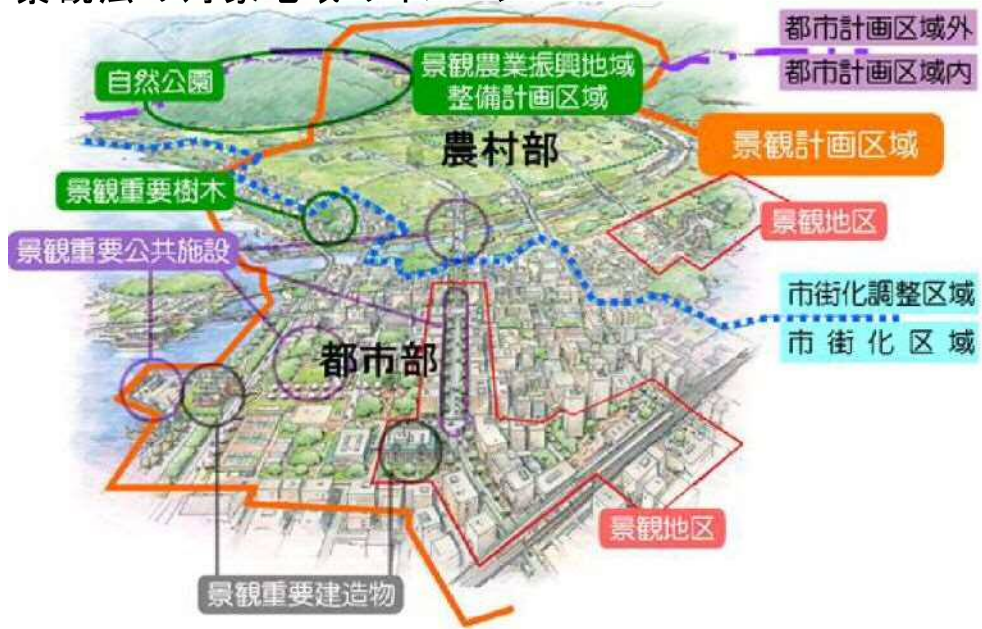 都市計画区域外
都市計画区域内
自然公園
景観農業振興地域
整備計画区域
農村部
景観計画区域
景観重要樹木
景観地区
景観重要公共施設
市街化調整区域
市街化区域
都市部
景観地区
景観重要建造物